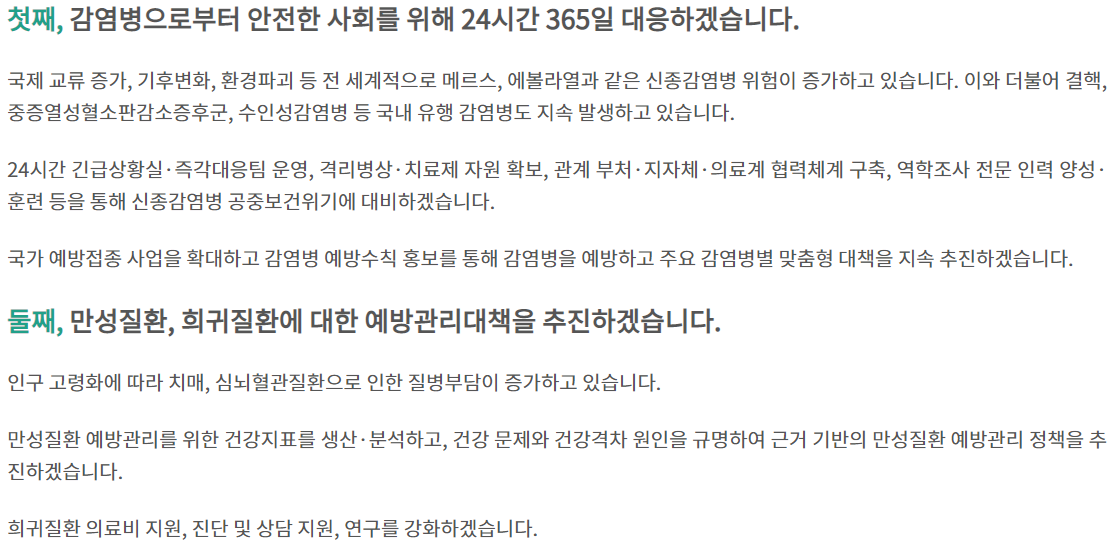 첫째, 감염병으로부터 안전한 사회를 위해 24시간 365일 대응하겠습니다.
국제 교류 증가, 기후변화, 환경파괴 등 전 세계적으로 메르스, 에볼라열과 같은 신종감염병 위험이 증가하고 있습니다. 이와 더불어 결핵,
중증열성혈소판감소증후군, 수인성감염병 등 국내 유행 감염병도 지속 발생하고 있습니다.
24시간 긴급상황실·즉각대응팀 운영, 격리병상·치료제 자원 확보, 관계 부처·지자체·의료계 협력체계 구축, 역학조사 전문 인력 양성·
훈련 등을 통해 신종감염병 공중보건위기에 대비하겠습니다.
국가 예방접종 사업을 확대하고 감염병 예방수칙 홍보를 통해 감염병을 예방하고 주요 감염병별 맞춤형 대책을 지속 추진하겠습니다.
둘째, 만성질환, 희귀질환에 대한 예방관리대책을 추진하겠습니다.
인구 고령화에 따라 치매, 심뇌혈관질환으로 인한 질병부담이 증가하고 있습니다.
만성질환 예방관리를 위한 건강지표를 생산·분석하고, 건강 문제와 건강격차 원인을 규명하여 근거 기반의 만성질환 예방관리 정책을 추
진하겠습니다.
희귀질환 의료비 지원, 진단 및 상담 지원, 연구를 강화하겠습니다.